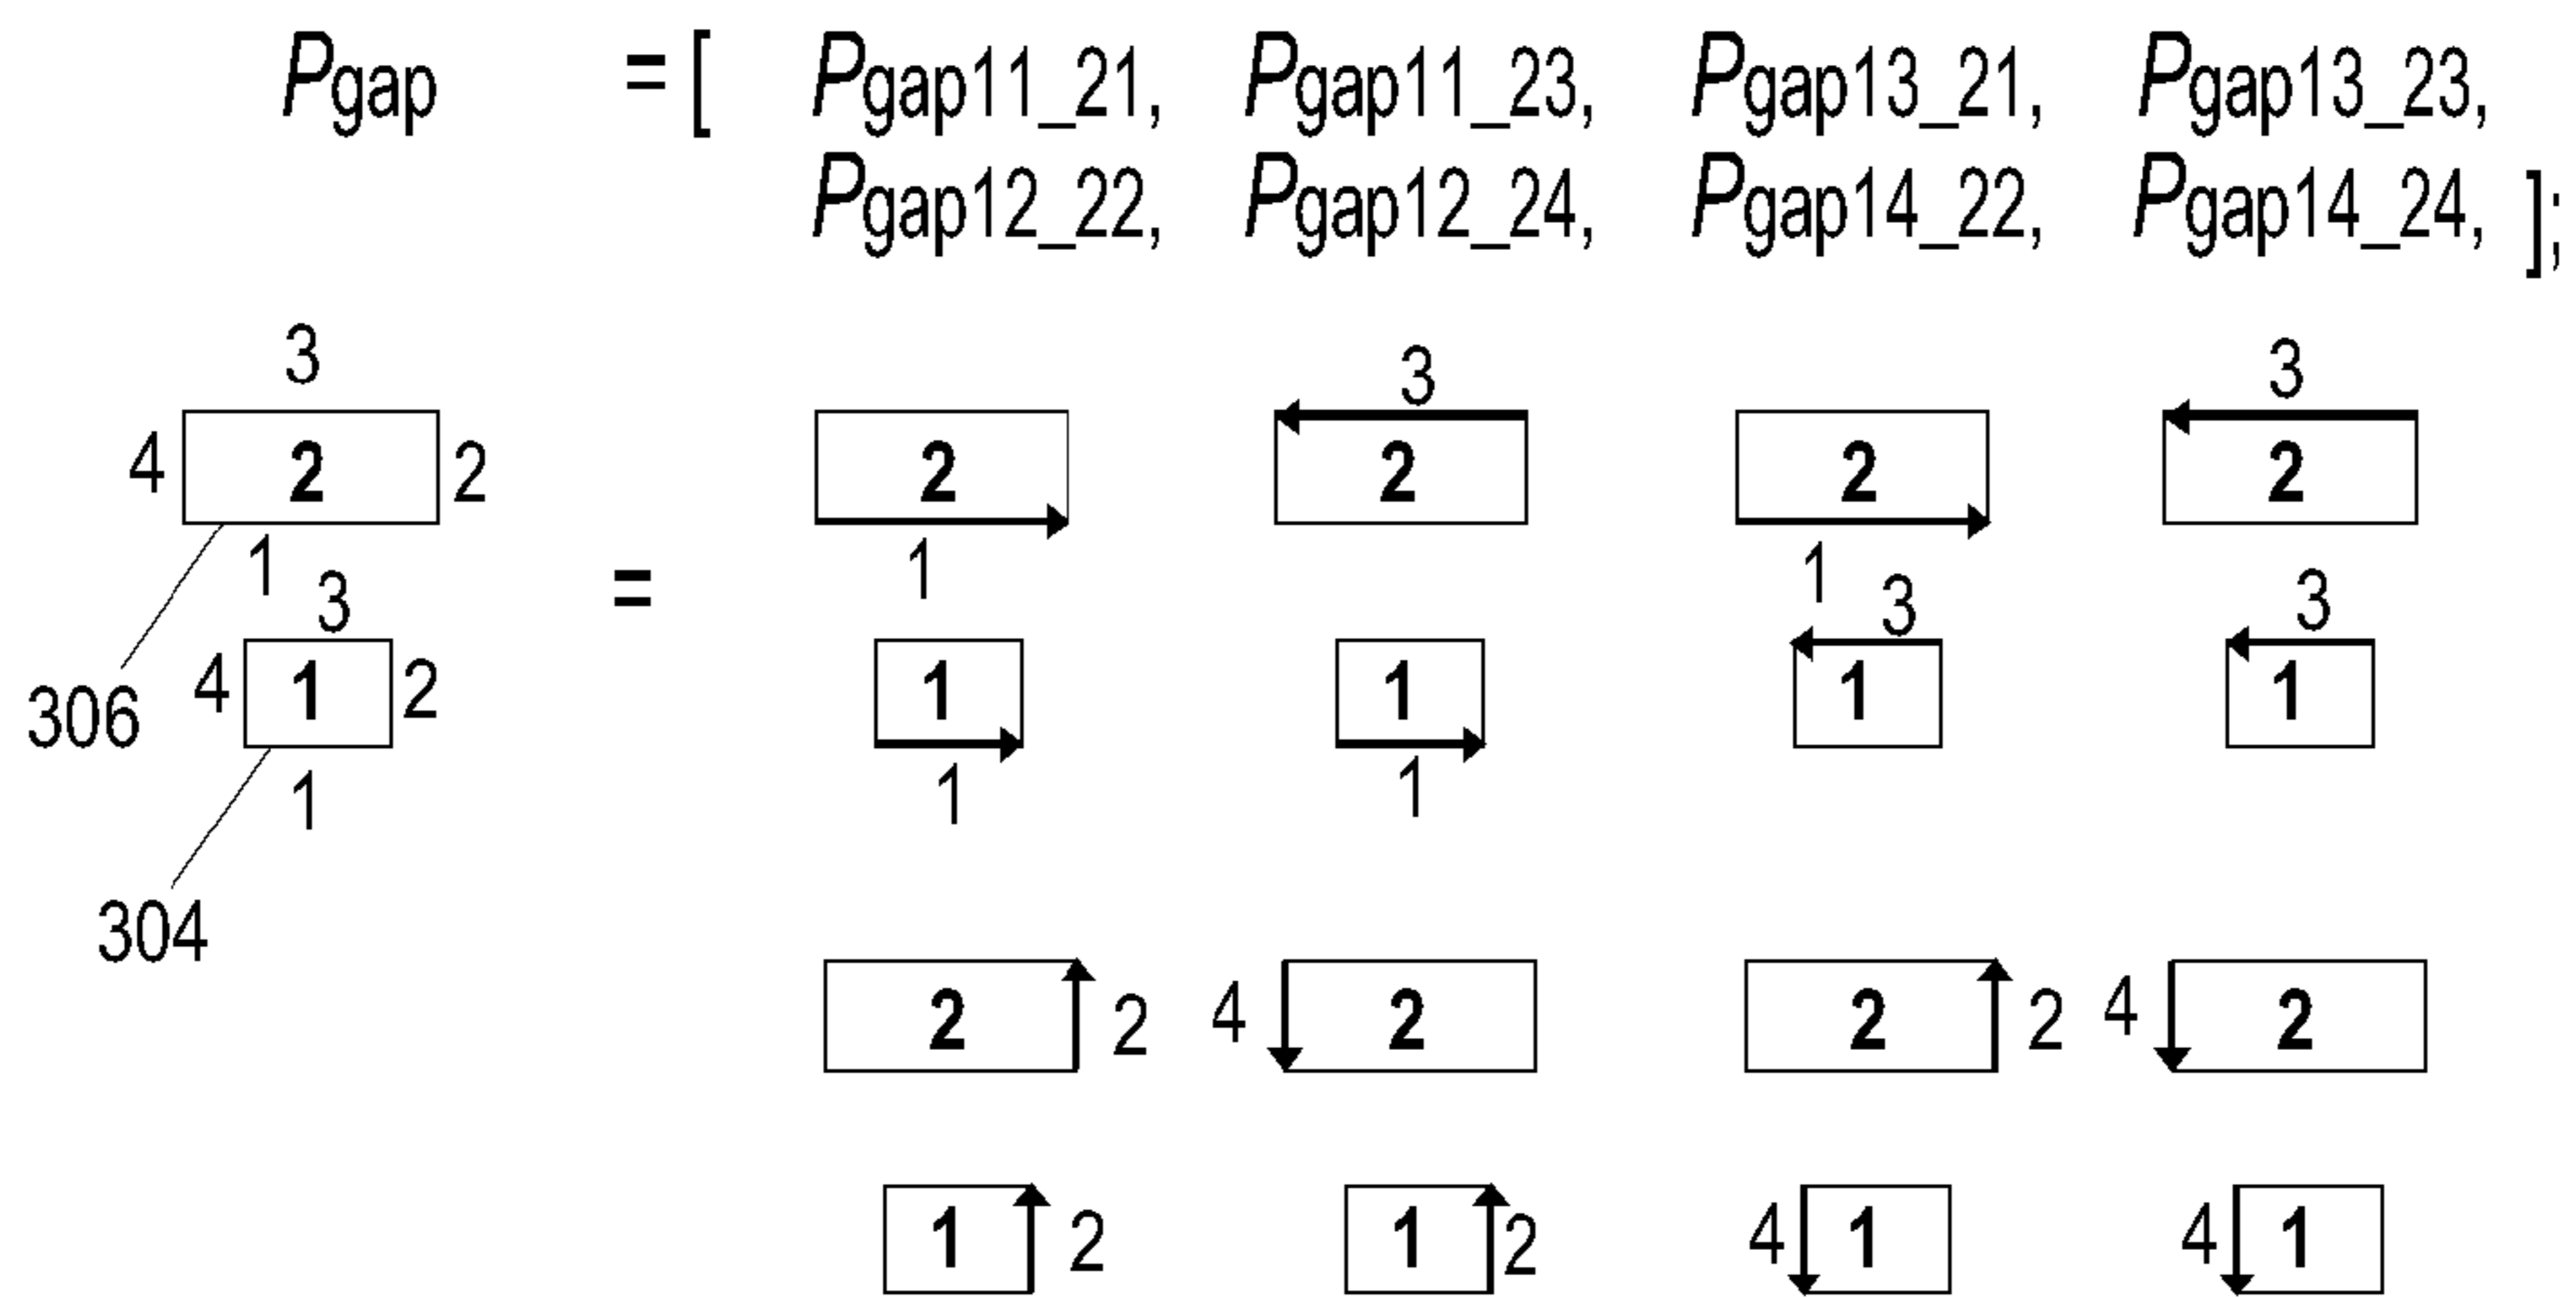 Pgap = [ Pgap11_21, Pgap11_23, Pgap13_21, Pgap13_23,
Pgap12_22, Pgap12_24, Pgap14_22, Pgap14_24, ];
3 3 3
4 2 2 2 2 2 2
1 1 1
3 = 3 3
4 1 2 1 1 1 1
306
1 1 1
304
2 2 4 2 2 2 4 2
1 2 1 2 4 1 4 1